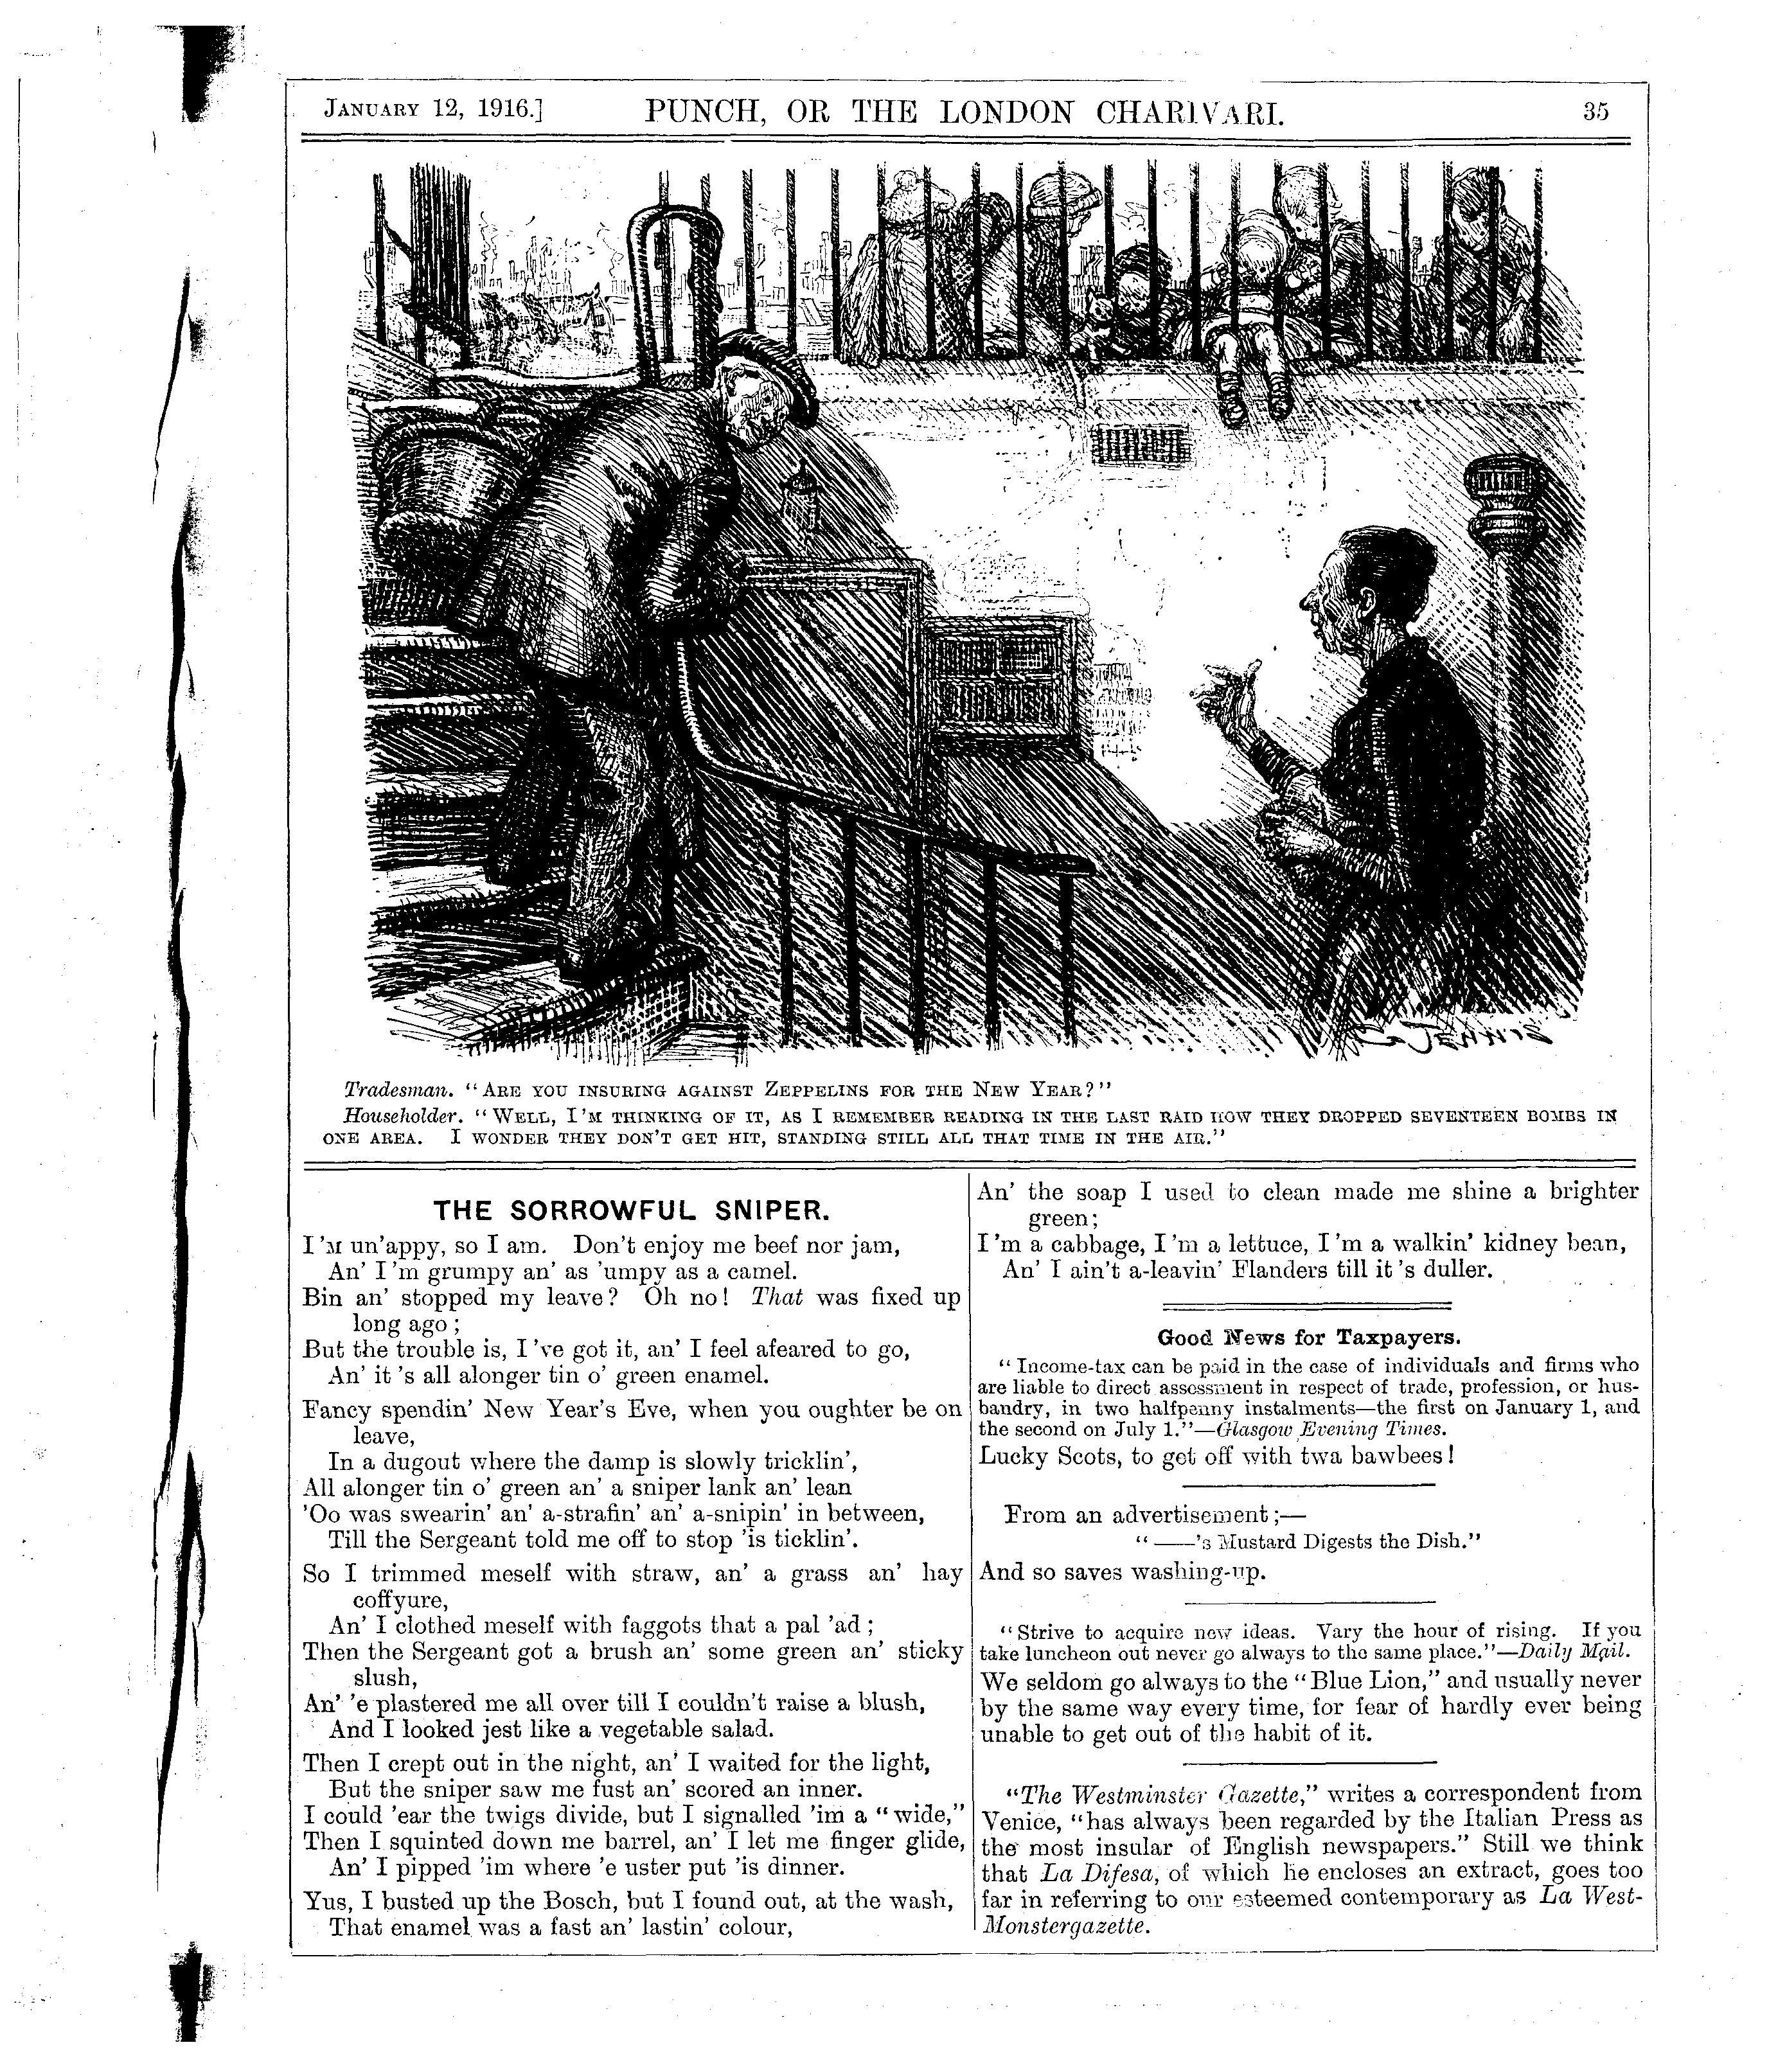 JANUARY 12, 1916.] PUNCH, OR THE LONDON CHARIVARI. 35
Tradesman. "ARE YOU INSURING AGAINST ZEPPELINS FOR THE NEW YEAR?"
Householder. "WELL, I'M THINKING OF IT, AS I REMEMBER READING IN THE LAST RAID HOW THEY DROPPED SEVENTEEN BOMBS IN
ONE AREA. I WONDER THEY DON'T GET HIT, STANDING STILL ALL THAT TIME IN THE AIR."
THE SORROWFUL SNIPER.
I'M un'appy, so I am. Don't enjoy me beef nor jam,
An' I'm grumpy an' as 'umpy as a camel.
Bin an' stopped my leave? Oh no! That was fixed up
long ago;
But the trouble is, I've got it, an' I feel afeared to go,
An' it's all alonger tin o' green enamel.
Fancy spendin' New Year's Eve, when you oughter be on
leave,
In a dugout where the damp is slowly tricklin',
All alonger tin o' green an' a sniper lank an' lean
'Oo was swearin' an' a-strafin' an' a-snipin' in between,
Till the Sergeant told me off to stop 'is ticklin'.
So I trimmed meself with straw, an' a grass an' hay
coffyure,
An' I clothed meself with faggots that a pal 'ad;
Then the Sergeant got a brush an' some green an' sticky
slush,
An' 'e plastered me all over till I couldn't raise a blush,
And I looked jest like a vegetable salad.
Then I crept out in the night, an' I waited for the light,
But the sniper saw me fust an' scored an inner.
I could 'ear the twigs divide, but I signalled 'im a "wide,"
Then I squinted down me barrel, an' I let me finger glide,
An' I pipped 'im where 'e uster put 'is dinner.
Yus, I busted up the Bosch, but I found out, at the wash,
That enamel was a fast an' lastin' colour,
An' the soap I used to clean made me shine a brighter
green;
I'm a cabbage, I'm a lettuce, I'm a walkin' kidney bean,
An' I ain't a-leavin' Flanders till it's duller.
Good News for Taxpayers.
"Income-tax can be paid in the case of individuals and firms who
are liable to direct assessment in respect of trade, profession, or hus-
bandry, in two halfpenny instalments—the first on January 1, and
the second on July 1."—Glasgow Evening Times.
Lucky Scots, to get off with twa bawbees!
From an advertisement;—
"——'s Mustard Digests the Dish."
And so saves washing-up.
"Strive to acquire new ideas. Vary the hour of rising. If you
take luncheon out never go always to the same place."—Daily Mail.
We seldom go always to the "Blue Lion," and usually never
by the same way every time, for fear of hardly ever being
unable to get out of the habit of it.
"The Westminster Gazette," writes a correspondent from
Venice, "has always been regarded by the Italian Press as
the most insular of English newspapers." Still we think
that La Difesa, of which he encloses an extract, goes too
far in referring to our esteemed contemporary as La West-
Monstergazette.